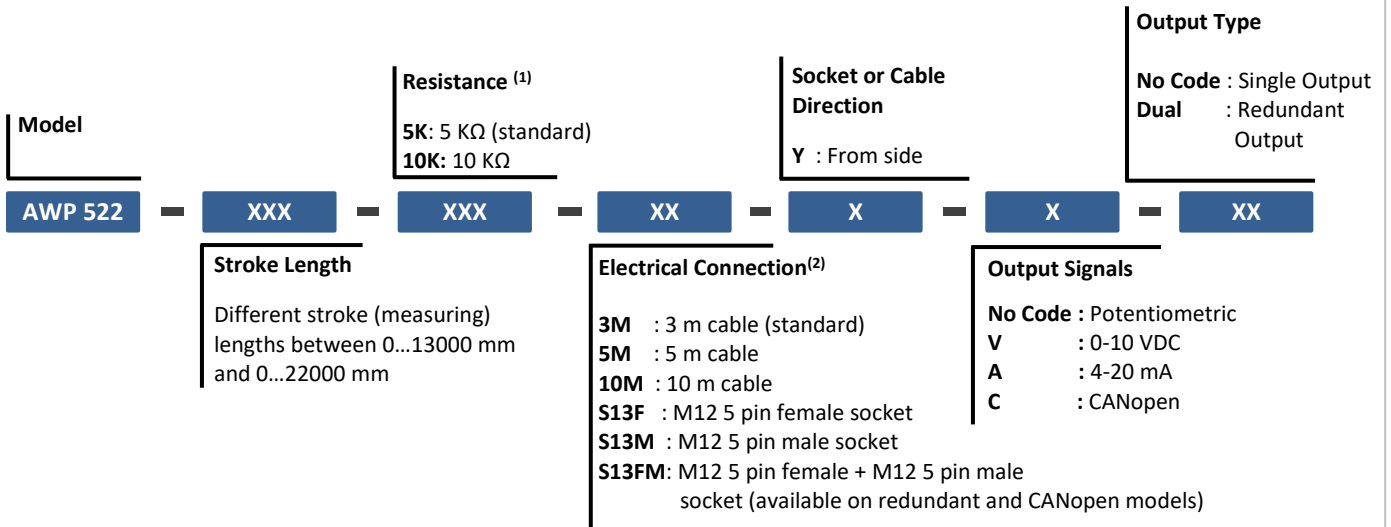 Output Type
No Code : Single Output
Dual : Redundant
Output
Resistance (1)
5K: 5 KΩ (standard)
10K: 10 KΩ
Socket or Cable
Direction
Y : From side
Model
AWP 522 – XXX – XXX – XX – X – X – XX
Stroke Length
Different stroke (measuring)
lengths between 0...13000 mm
and 0...22000 mm
Electrical Connection(2)
3M : 3 m cable (standard)
5M : 5 m cable
10M : 10 m cable
S13F : M12 5 pin female socket
S13M : M12 5 pin male socket
S13FM: M12 5 pin female + M12 5 pin male
socket (available on redundant and CANopen models)
Output Signals
No Code : Potentiometric
V : 0-10 VDC
A : 4-20 mA
C : CANopen